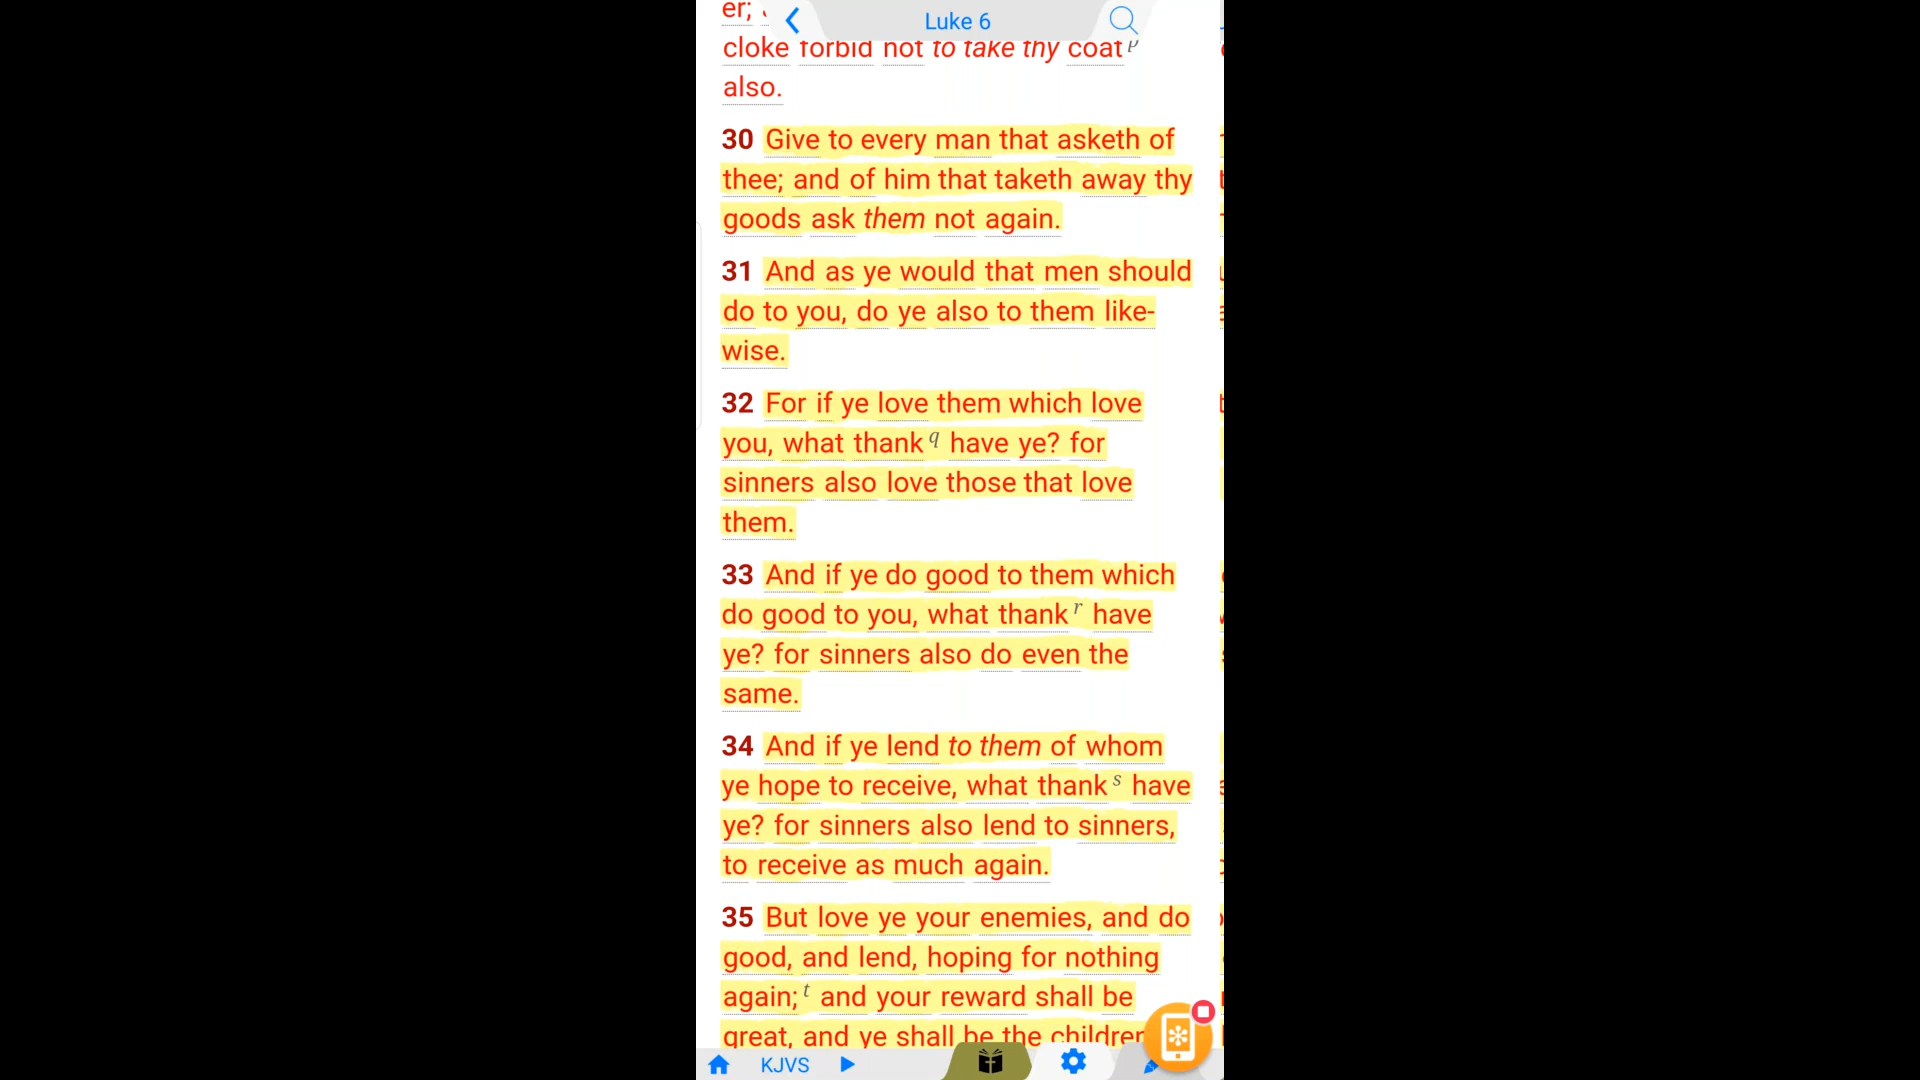 er;
Luke 6
cloke forbid not to take thy coat p
also.
30 Give to every man that asketh of
thee; and of him that taketh away thy
goods ask them not again.
31 And as ye would that men should
do to you, do ye also to them like-
wise.
32 For if ye love them which love
you, what thank q have ye? for
sinners also love those that love
them.
33 And if ye do good to them which
do good to you, what thank r have
ye? for sinners also do even the
same.
34 And if ye lend to them of whom
ye hope to receive, what thank s have
ye? for sinners also lend to sinners,
to receive as much again.
35 But love ye your enemies, and do
good, and lend, hoping for nothing
again; t and your reward shall be
great, and ye shall be the children
KJVS